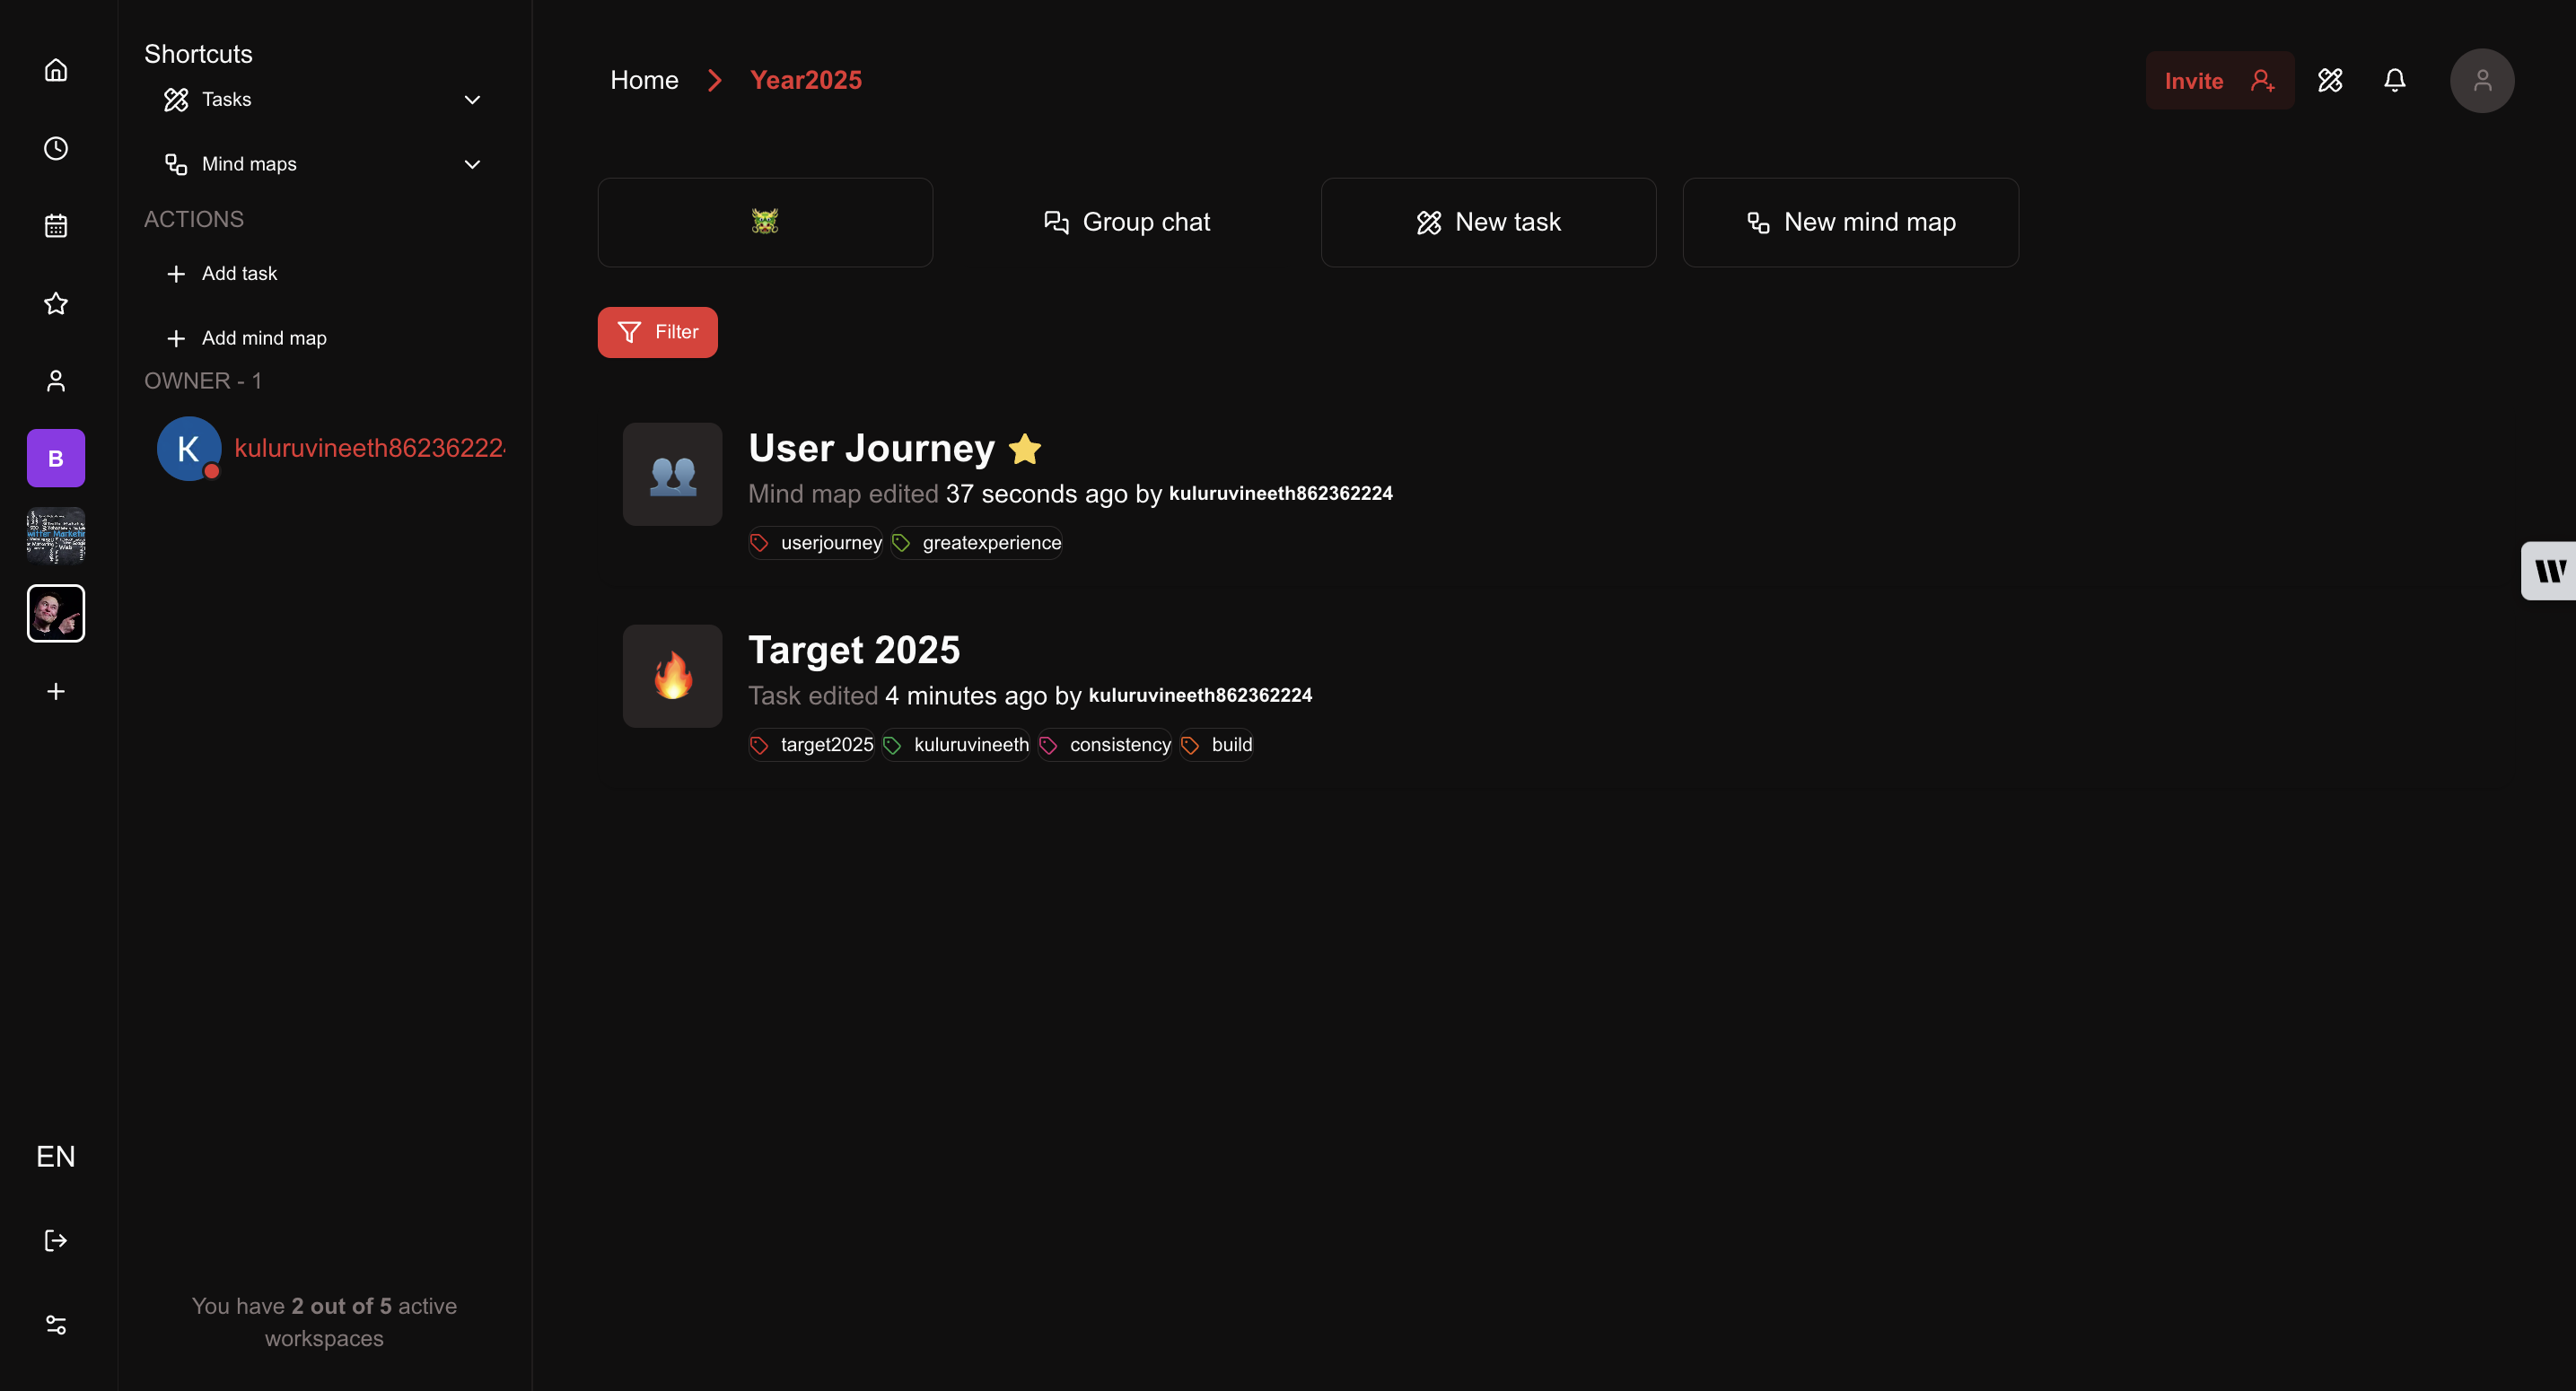 Shortcuts
Tasks
Mind maps
ACTIONS
Add task
Add mind map
OWNER - 1
K
kuluruvineeth86236222
B
EN
You have 2 out of 5 active
workspaces
Home
Year2025
Invite
Group chat
New task
New mind map
Filter
User Journey
Mind map edited 37 seconds ago by kuluruvineeth862362224
userjourney
greatexperience
Target 2025
Task edited 4 minutes ago by kuluruvineeth862362224
target2025
kuluruvineeth
consistency
build
W